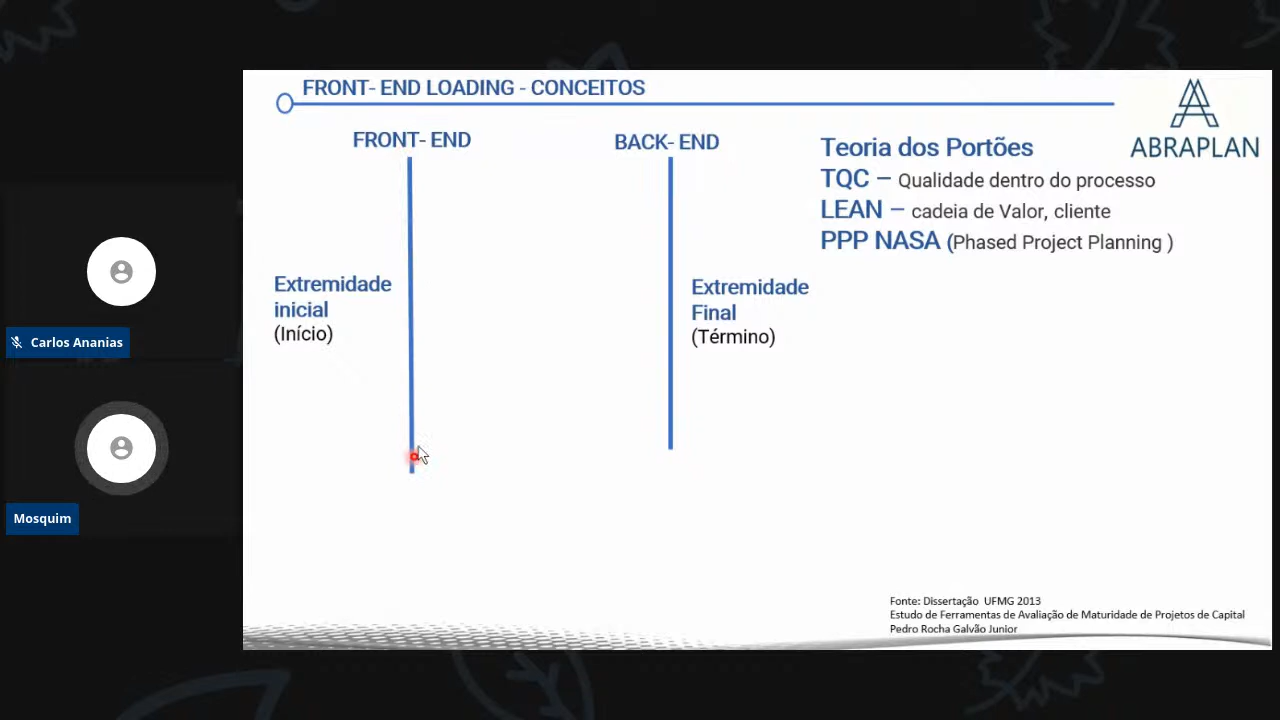 FRONT- END LOADING - CONCEITOS
ABRAPLAN
FRONT- END
BACK- END
Extremidade
inicial
(Início)
Extremidade
Final
(Término)
Teoria dos Portões
TQC – Qualidade dentro do processo
LEAN – cadeia de Valor, cliente
PPP NASA (Phased Project Planning )
Fonte: Dissertação UFMG 2013
Estudo de Ferramentas de Avaliação de Maturidade de Projetos de Capital
Pedro Rocha Galvão Junior
Carlos Ananias
Mosquim